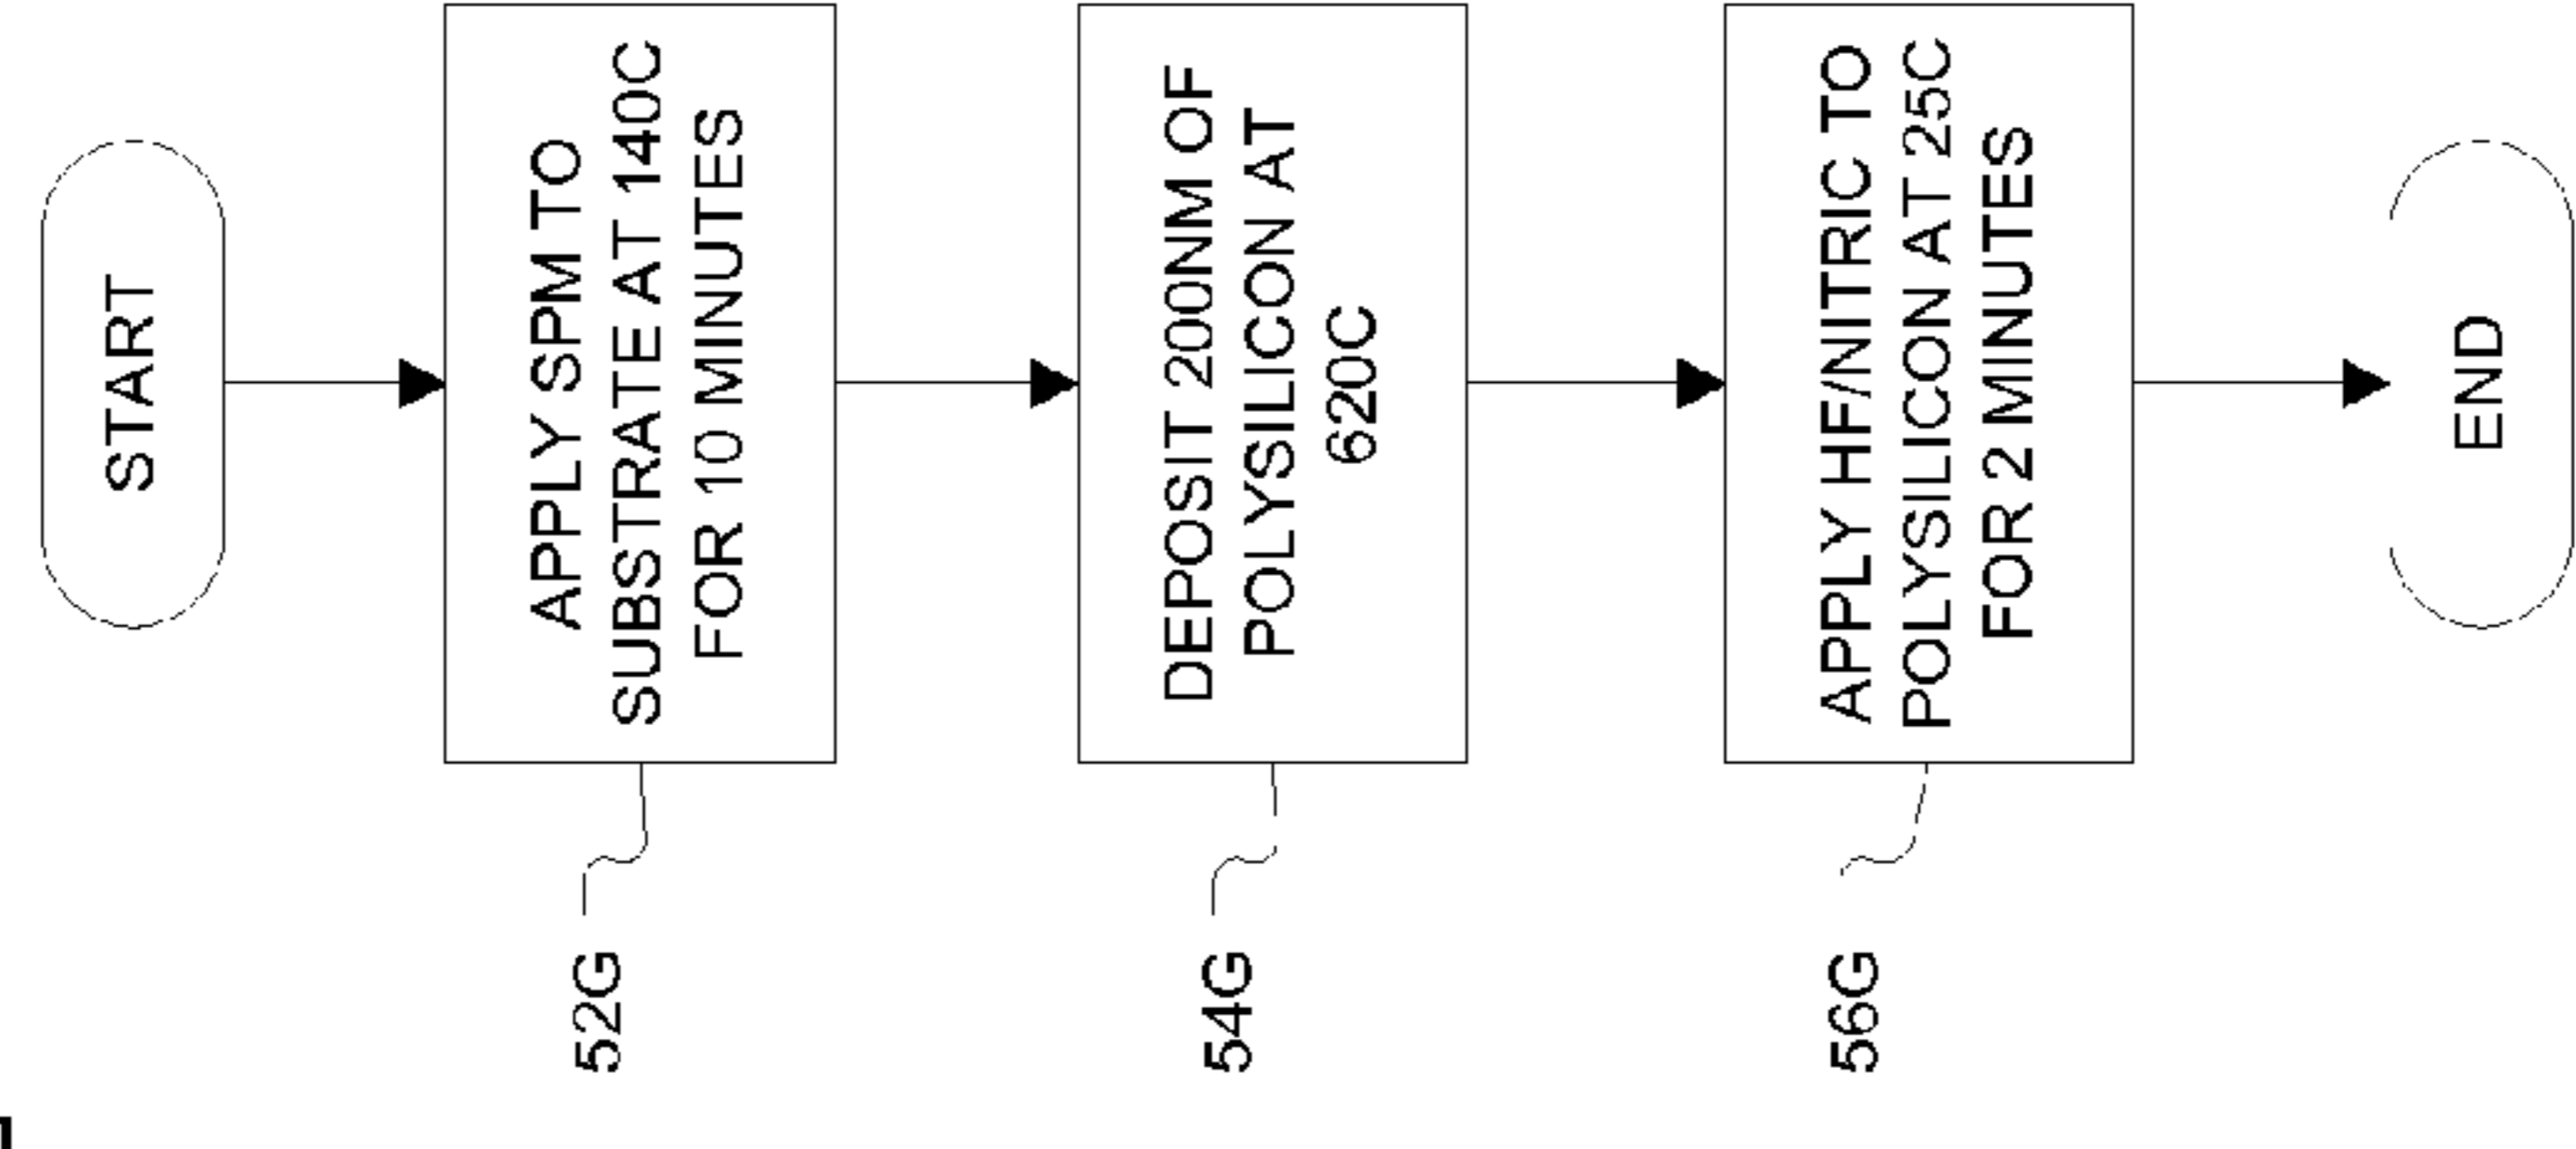 START
APPLY SPM TO
SUBSTRATE AT 140C
FOR 10 MINUTES
52G
DEPOSIT 200NM OF
POLYSILICON AT
620C
54G
APPLY HF/NITRIC TO
POLYSILICON AT 25C
FOR 2 MINUTES
56G
END